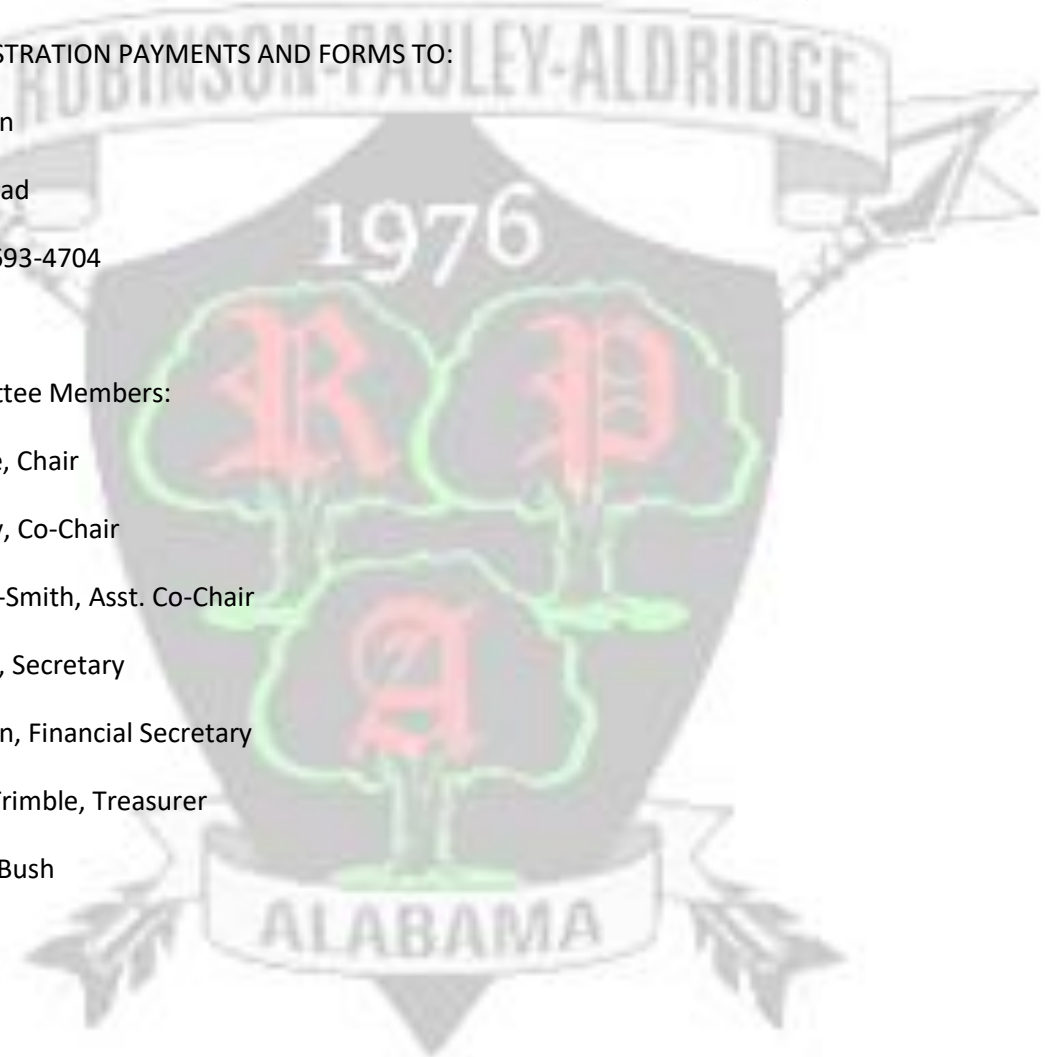 ROBINSON-PAULEY-ALDRIDGE
STRATION PAYMENTS AND FORMS TO:
n
ad
693-4704
1976
ttee Members:
R P
e, Chair
y, Co-Chair
-Smith, Asst. Co-Chair
A
, Secretary
n, Financial Secretary
Trimble, Treasurer
Bush
ALABAMA